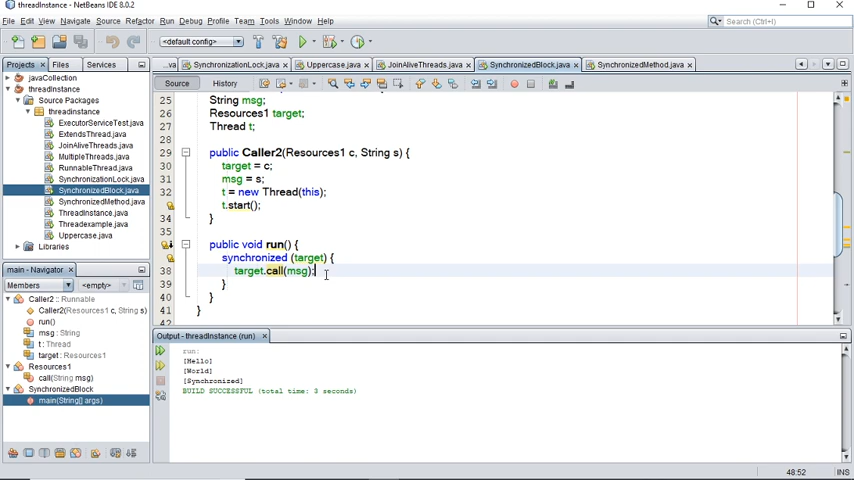 threadInstance - NetBeans IDE 8.0.2
File Edit View Navigate Source Refactor Run Debug Profile Team Tools Window Help
Search (Ctrl+I)
<default config>
Projects Files Services
...va SynchronizationLock.java Uppercase.java JoinAliveThreads.java SynchronizedBlock.java SynchronizedMethod.java
Source History
javaCollection
threadInstance
Source Packages
threadinstance
ExecutorServiceTest.java
ExtendsThread.java
JoinAliveThreads.java
MultipleThreads.java
RunnableThread.java
SynchronizationLock.java
SynchronizedBlock.java
SynchronizedMethod.java
ThreadInstance.java
Threadexample.java
Uppercase.java
Libraries
25 String msg;
26 Resources1 target;
27 Thread t;
28
29 public Caller2(Resources1 c, String s) {
30 target = c;
31 msg = s;
32 t = new Thread(this);
t.start();
34 }
35
public void run() {
synchronized (target) {
38 target.call(msg);
39 }
40 }
41 }
42
main - Navigator
Members <empty>
Caller2 :: Runnable
Caller2(Resources1 c, String s)
run()
msg : String
t : Thread
target : Resources1
Resources1
call(String msg)
SynchronizedBlock
main(String[] args)
Output - threadInstance (run)
run:
[Hello]
[World]
[Synchronized]
BUILD SUCCESSFUL (total time: 3 seconds)
48:52 INS